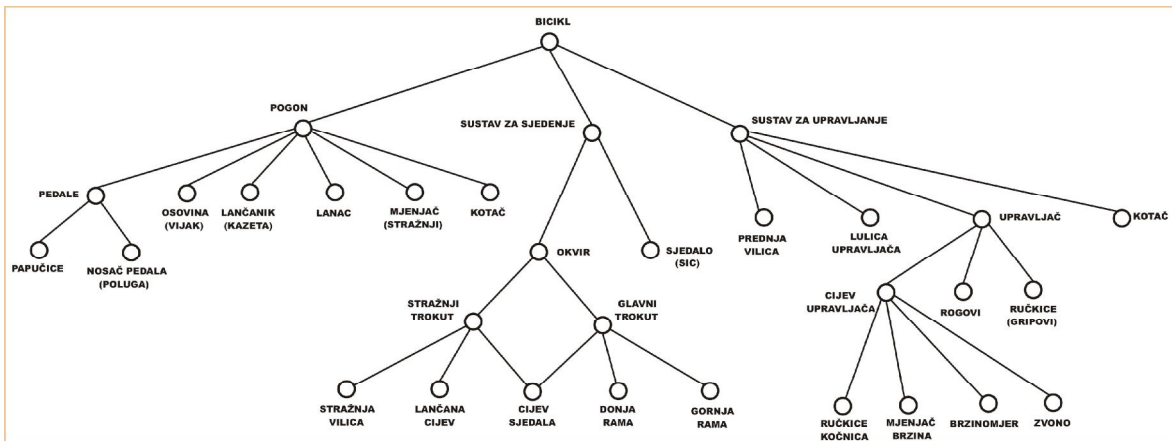 BICIKL
POGON
SUSTAV ZA SJEDENJE
SUSTAV ZA UPRAVLJANJE
PEDALE
OSOVINA
(VIJAK)
LANČANIK
(KAZETA)
LANAC
MJENJAČ
(STRAŽNJI)
KOTAČ
PREDNJA
VILICA
LULICA
UPRAVLJAČA
UPRAVLJAČ
KOTAČ
PAPUČICE
NOSAČ PEDALA
(POLUGA)
OKVIR
SJEDALO
(SIC)
STRAŽNJI
TROKUT
GLAVNI
TROKUT
CIJEV
UPRAVLJAČA
ROGOVI
RUČKICE
(GRIPOVI)
STRAŽNJA
VILICA
LANČANA
CIJEV
CIJEV
SJEDALA
DONJA
RAMA
GORNJA
RAMA
RUČKICE
KOČNICA
MJENJAČ
BRZINA
BRZINOMJER
ZVONO